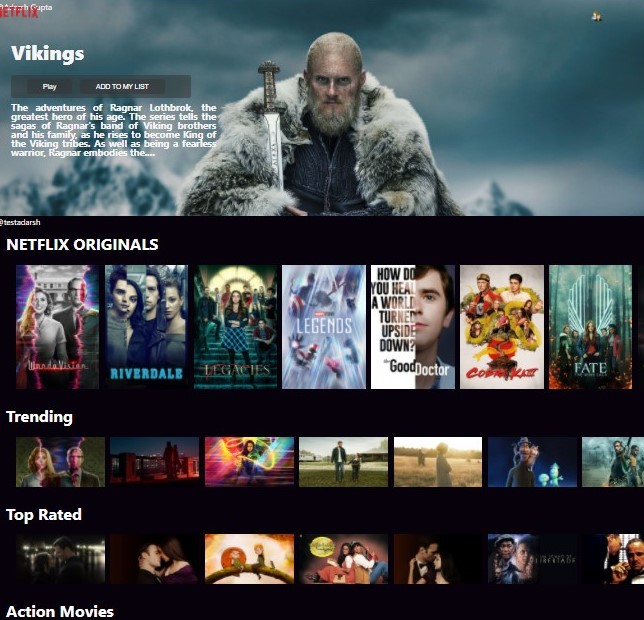 NETFLIX
Vikings
Play ADD TO MY LIST
The adventures of Ragnar Lothbrok, the
greatest hero of his age. The series tells the
sagas of Ragnar's band of Viking brothers
and his family, as he rises to become King of
the Viking tribes. As well as being a fearless
warrior, Ragnar embodies the....
@testadarsh
NETFLIX ORIGINALS
WandaVision
RIVERDALE
LEGACIES
LEGENDS
HOW DO
YOU HEAL
A WORLD
TURNED
UPSIDE
DOWN?
the Good Doctor
COBRA KAI
FATE
Trending
Top Rated
LIBERTADE
Action Movies